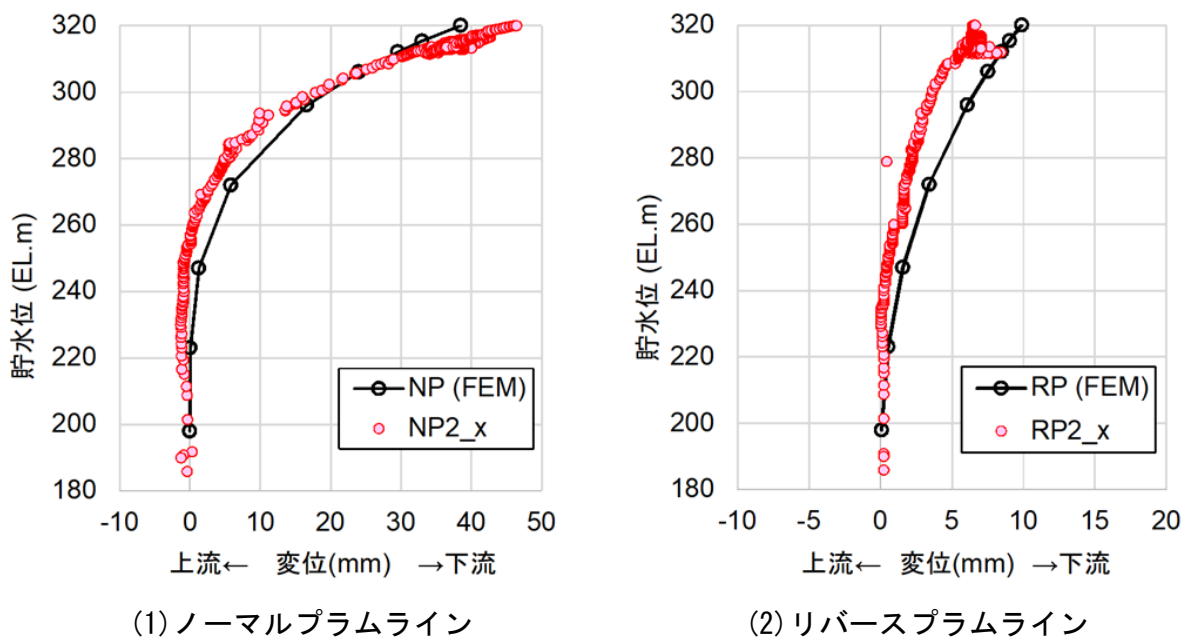 320
300
280
260
240
220
200
180
貯水位 (EL.m)
NP (FEM)
NP2_x
-10 0 10 20 30 40 50
上流← 変位(mm) →下流
(1)ノーマルプラムライン
320
300
280
260
240
220
200
180
貯水位 (EL.m)
RP (FEM)
RP2_x
-10 -5 0 5 10 15 20
上流← 変位(mm) →下流
(2)リバースプラムライン